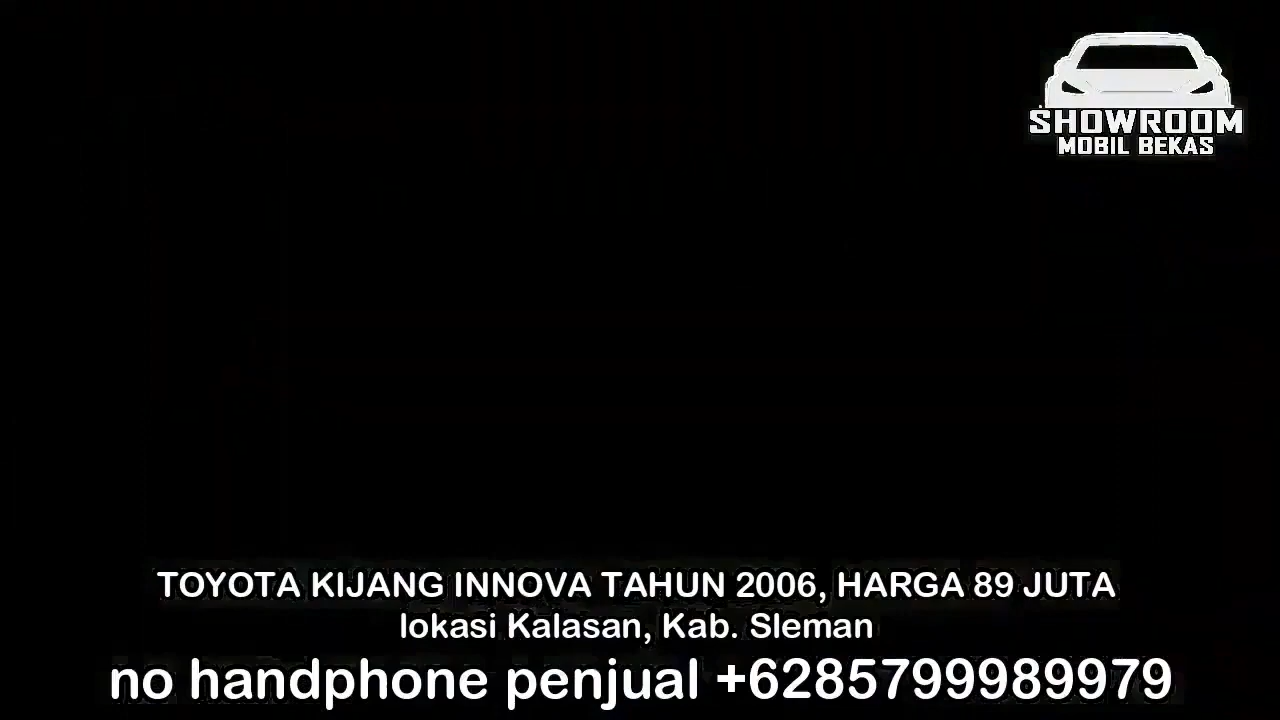 SHOWROOM
MOBIL BEKAS
TOYOTA KIJANG INNOVA TAHUN 2006, HARGA 89 JUTA
lokasi Kalasan, Kab. Sleman
no handphone penjual +6285799989979